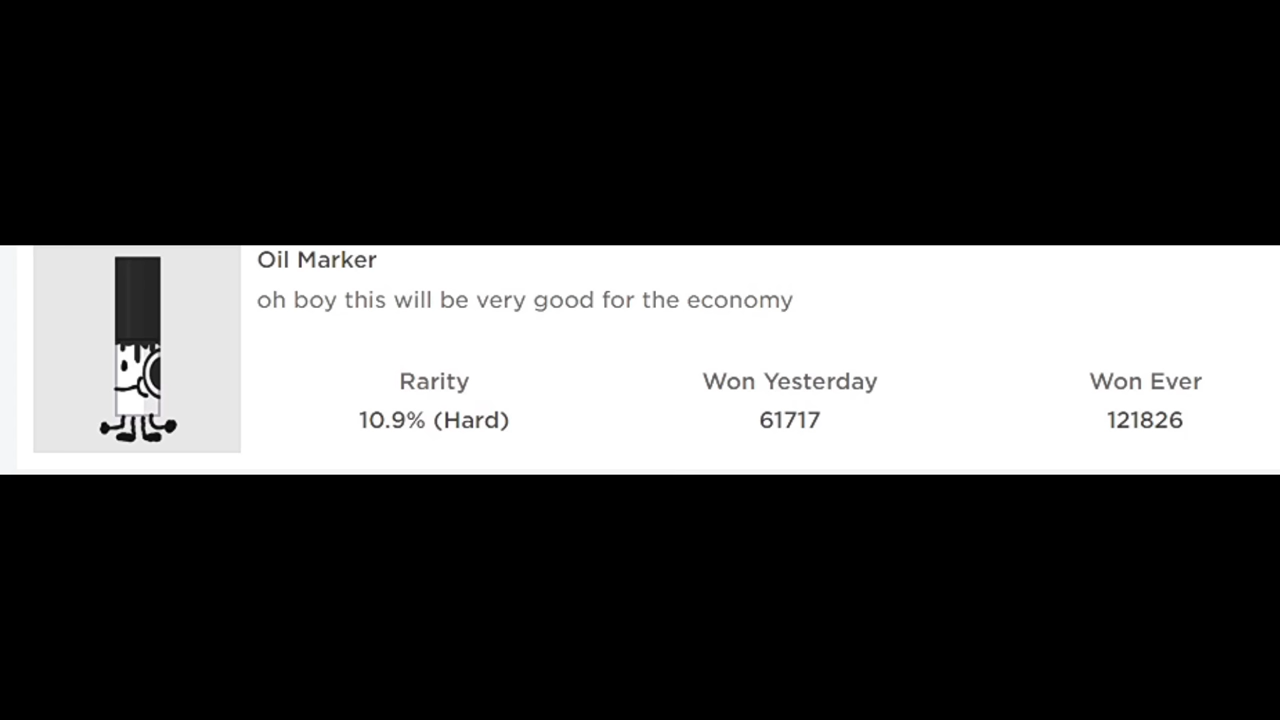 Oil Marker
oh boy this will be very good for the economy
Rarity Won Yesterday Won Ever
10.9% (Hard) 61717 121826